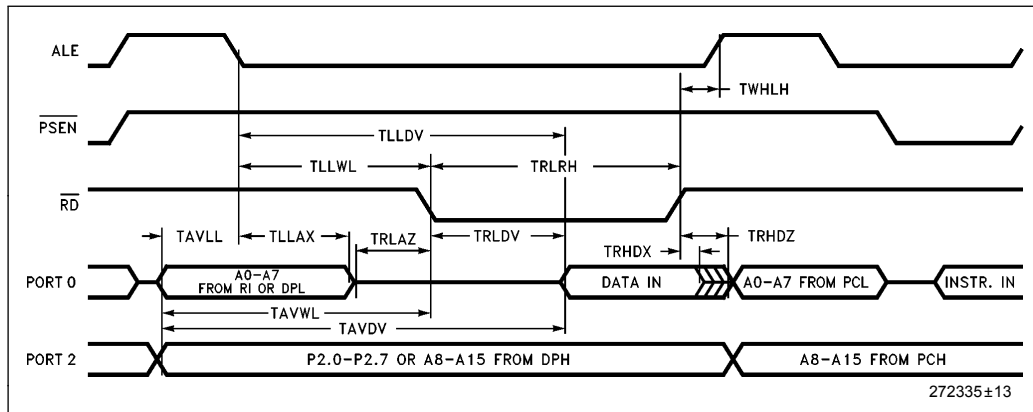 ALE
TWHLH
PSEN
TLLDV
TLLWL
TRLRH
RD
TAVLL
TLLAX
TRLAZ
TRLDV
TRHDX
TRHDZ
PORT 0
A0-A7
FROM RI OR DPL
DATA IN
A0-A7 FROM PCL
INSTR. IN
TAVWL
TAVDV
PORT 2
P2.0-P2.7 OR A8-A15 FROM DPH
A8-A15 FROM PCH
272335±13